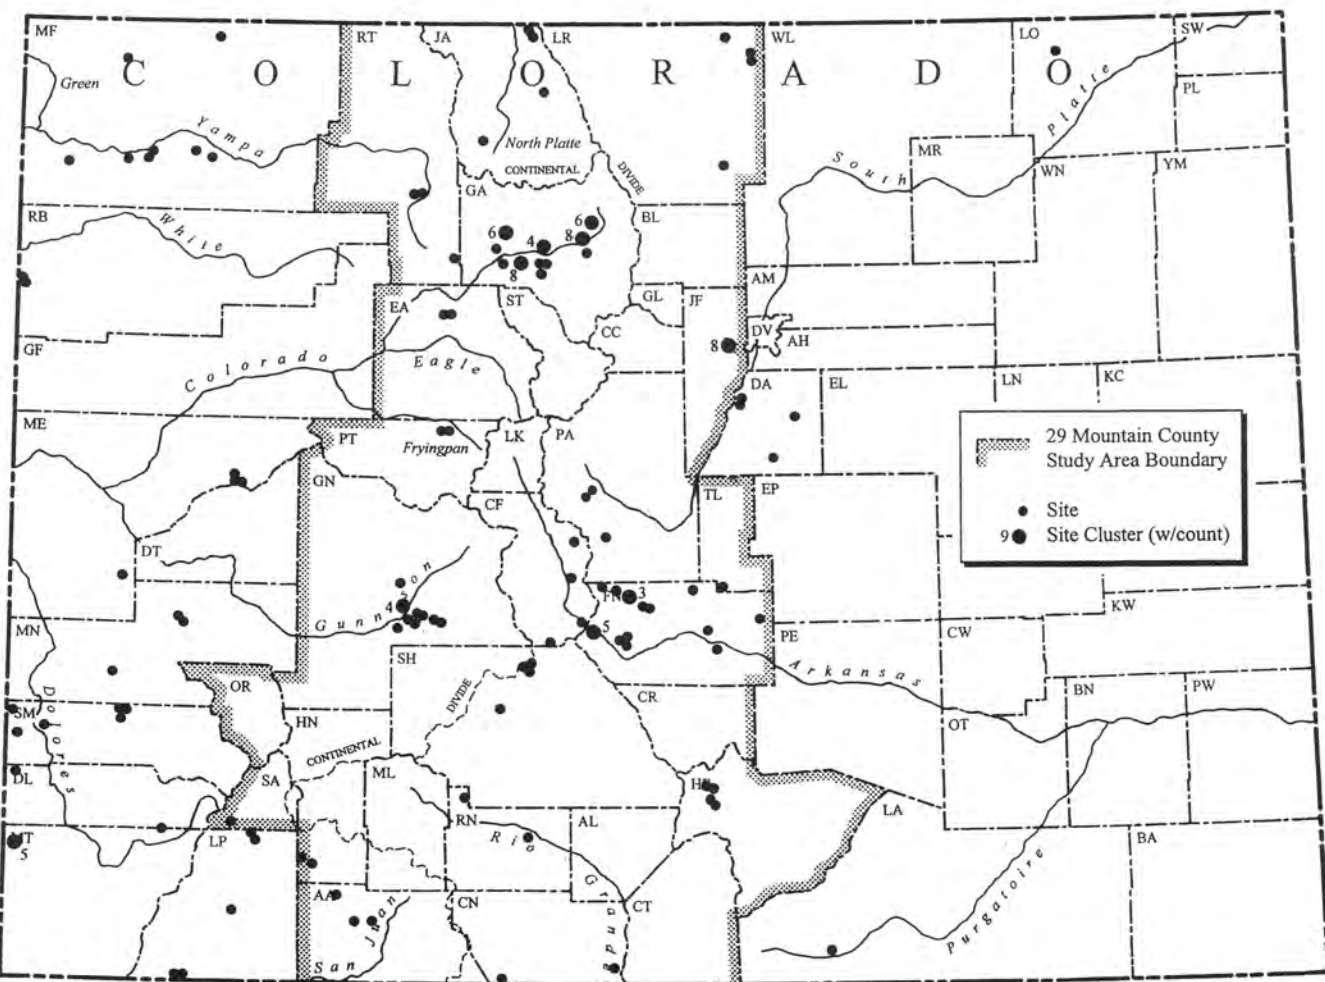 MF
RT
JA
LR
WL
LO
SW
C O L O R A D O
Green
PL
Yampa
North Platte
CONTINENTAL
DIVIDE
South Platte
MR
WN
YM
GA
RB
White
BL
6
6
4
8
8
AM
EA
ST
GL
JF
CC
DV
AH
GF
Colorado
Eagle
8
DA
EL
LN
KC
ME
PT
Fryingpan
LK
PA
29 Mountain County
Study Area Boundary
Site
9 Site Cluster (w/count)
GN
CF
TL
EP
DT
5
4
Gunnison
FN
3
5
KW
MN
SH
PE
CW
Arkansas
OR
DIVIDE
CR
BN
PW
SM
Dolores
HN
CONTINENTAL
OT
DL
SA
ML
HF
LA
MT
5
LP
RN
Rio Grande
AL
BA
AA
CN
CT
San Juan
Purgatoire